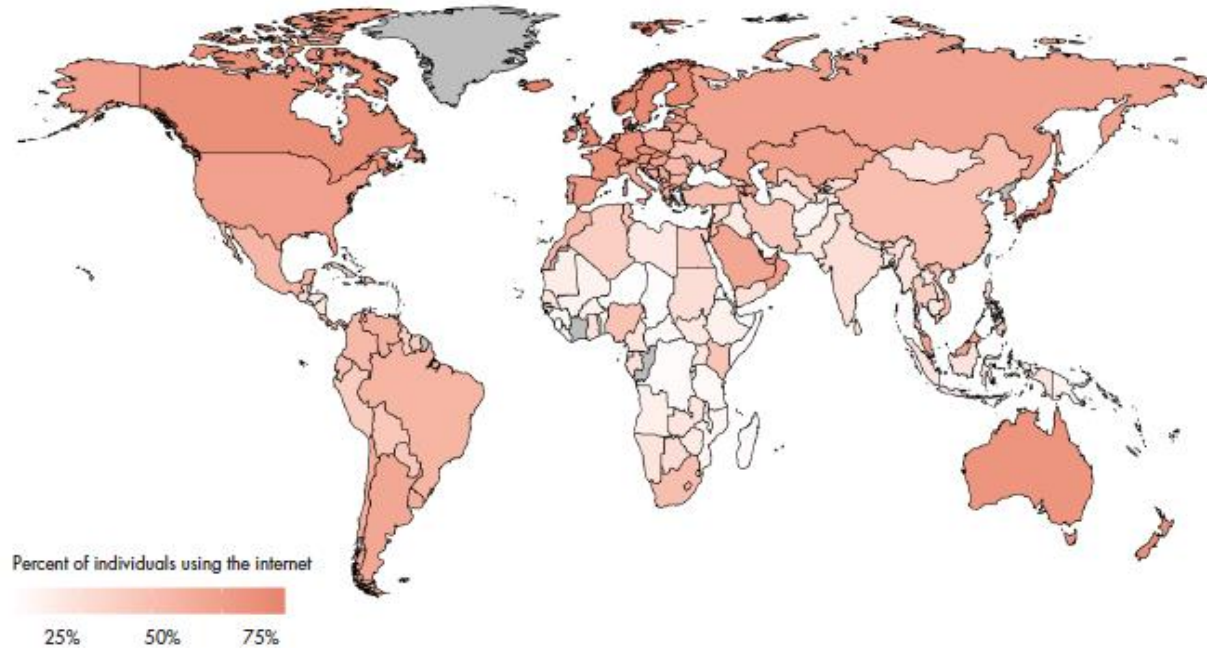 Percent of individuals using the internet
25% 50% 75%